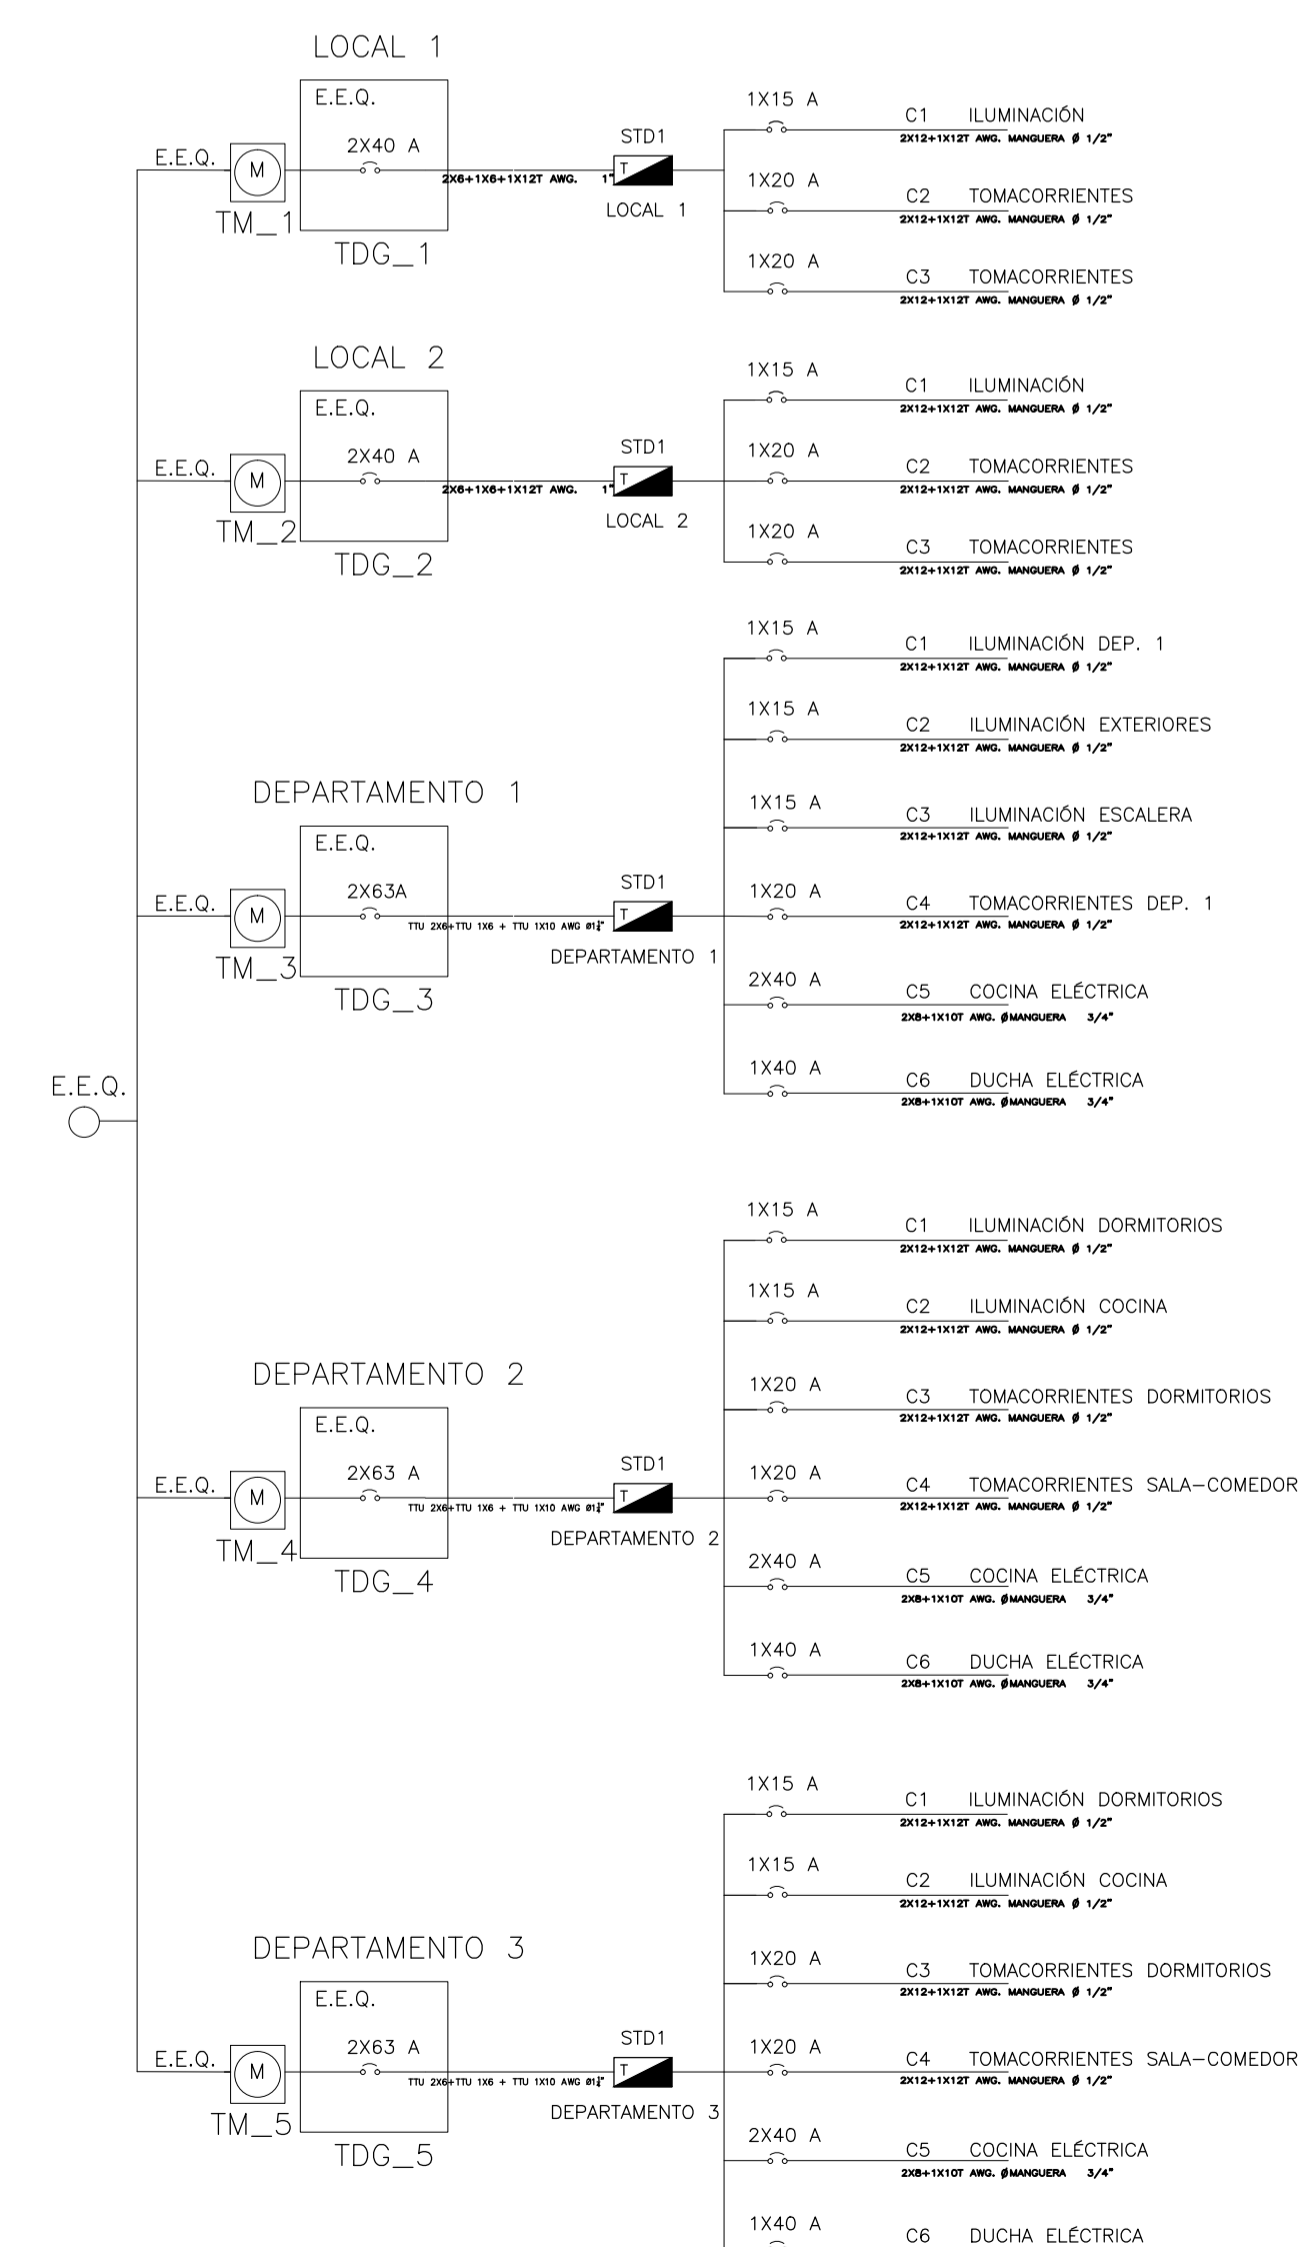 LOCAL 1
E.E.Q.
2X40 A
E.E.Q.
M
TM_1
TDG_1
2X6+1X6+1X12T AWG. 1"
STD1
T
LOCAL 1
1X15 A
C1 ILUMINACIÓN
2X12+1X12T AWG. MANGUERA Ø 1/2"
1X20 A
C2 TOMACORRIENTES
2X12+1X12T AWG. MANGUERA Ø 1/2"
1X20 A
C3 TOMACORRIENTES
2X12+1X12T AWG. MANGUERA Ø 1/2"
LOCAL 2
E.E.Q.
2X40 A
E.E.Q.
M
TM_2
TDG_2
2X6+1X6+1X12T AWG. 1"
STD1
T
LOCAL 2
1X15 A
C1 ILUMINACIÓN
2X12+1X12T AWG. MANGUERA Ø 1/2"
1X20 A
C2 TOMACORRIENTES
2X12+1X12T AWG. MANGUERA Ø 1/2"
1X20 A
C3 TOMACORRIENTES
2X12+1X12T AWG. MANGUERA Ø 1/2"
DEPARTAMENTO 1
E.E.Q.
2X63A
E.E.Q.
M
TM_3
TDG_3
TTU 2X6+TTU 1X6 + TTU 1X10 AWG Ø1¼"
STD1
T
DEPARTAMENTO 1
1X15 A
C1 ILUMINACIÓN DEP. 1
2X12+1X12T AWG. MANGUERA Ø 1/2"
1X15 A
C2 ILUMINACIÓN EXTERIORES
2X12+1X12T AWG. MANGUERA Ø 1/2"
1X15 A
C3 ILUMINACIÓN ESCALERA
2X12+1X12T AWG. MANGUERA Ø 1/2"
1X20 A
C4 TOMACORRIENTES DEP. 1
2X12+1X12T AWG. MANGUERA Ø 1/2"
2X40 A
C5 COCINA ELÉCTRICA
2X8+1X10T AWG. ØMANGUERA 3/4"
1X40 A
C6 DUCHA ELÉCTRICA
2X8+1X10T AWG. ØMANGUERA 3/4"
E.E.Q.
DEPARTAMENTO 2
E.E.Q.
2X63 A
E.E.Q.
M
TM_4
TDG_4
TTU 2X6+TTU 1X6 + TTU 1X10 AWG Ø1¼"
STD1
T
DEPARTAMENTO 2
1X15 A
C1 ILUMINACIÓN DORMITORIOS
2X12+1X12T AWG. MANGUERA Ø 1/2"
1X15 A
C2 ILUMINACIÓN COCINA
2X12+1X12T AWG. MANGUERA Ø 1/2"
1X20 A
C3 TOMACORRIENTES DORMITORIOS
2X12+1X12T AWG. MANGUERA Ø 1/2"
1X20 A
C4 TOMACORRIENTES SALA-COMEDOR
2X12+1X12T AWG. MANGUERA Ø 1/2"
2X40 A
C5 COCINA ELÉCTRICA
2X8+1X10T AWG. ØMANGUERA 3/4"
1X40 A
C6 DUCHA ELÉCTRICA
2X8+1X10T AWG. ØMANGUERA 3/4"
DEPARTAMENTO 3
E.E.Q.
2X63 A
E.E.Q.
M
TM_5
TDG_5
TTU 2X6+TTU 1X6 + TTU 1X10 AWG Ø1¼"
STD1
T
DEPARTAMENTO 3
1X15 A
C1 ILUMINACIÓN DORMITORIOS
2X12+1X12T AWG. MANGUERA Ø 1/2"
1X15 A
C2 ILUMINACIÓN COCINA
2X12+1X12T AWG. MANGUERA Ø 1/2"
1X20 A
C3 TOMACORRIENTES DORMITORIOS
2X12+1X12T AWG. MANGUERA Ø 1/2"
1X20 A
C4 TOMACORRIENTES SALA-COMEDOR
2X12+1X12T AWG. MANGUERA Ø 1/2"
2X40 A
C5 COCINA ELÉCTRICA
2X8+1X10T AWG. ØMANGUERA 3/4"
1X40 A
C6 DUCHA ELÉCTRICA